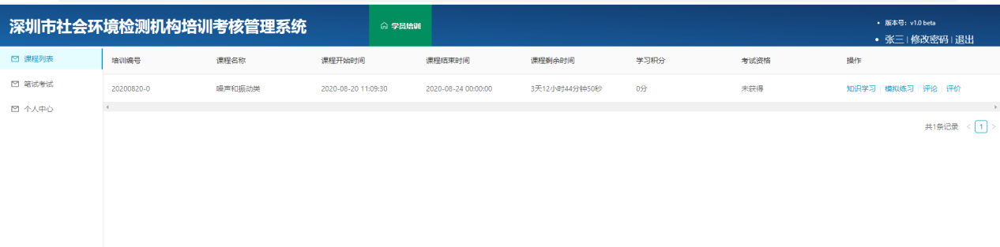 深圳市社会环境检测机构培训考核管理系统
学员培训
版本号：v1.0 beta
张三 | 修改密码 | 退出
课程列表
笔试考试
个人中心
培训编号 课程名称 课程开始时间 课程结束时间 课程剩余时间 学习积分 考试资格 操作
20200820-0 噪声和振动类 2020-08-20 11:09:30 2020-08-24 00:00:00 3天12小时44分钟50秒 0分 未获得 知识学习 | 模拟练习 | 评论 | 评价
共1条记录 < 1 >